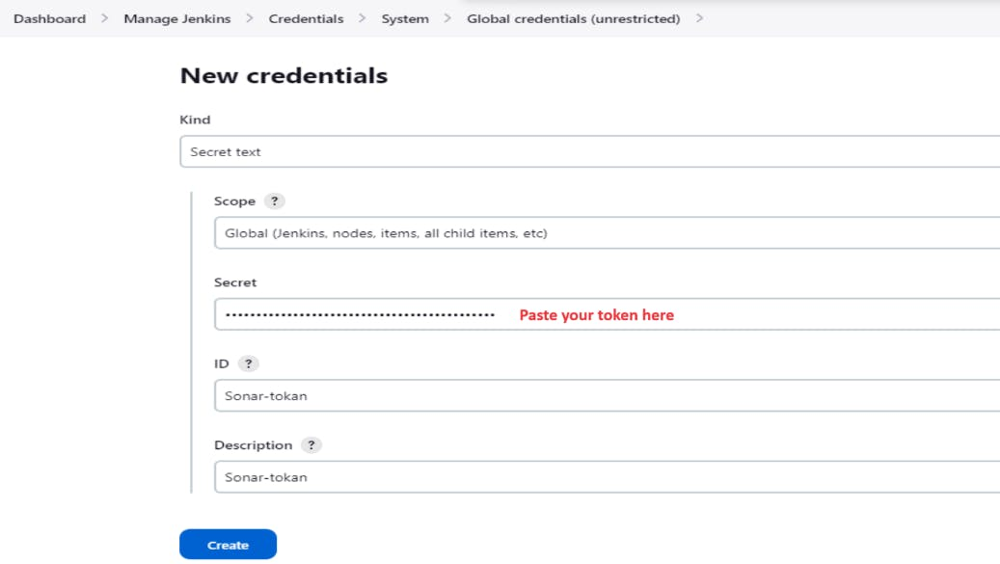 Dashboard > Manage Jenkins > Credentials > System > Global credentials (unrestricted) >
New credentials
Kind
Secret text
Scope ?
Global (Jenkins, nodes, items, all child items, etc)
Secret
•••••••••••••••••••••••••••••••••••••••••••• Paste your token here
ID ?
Sonar-tokan
Description ?
Sonar-tokan
Create